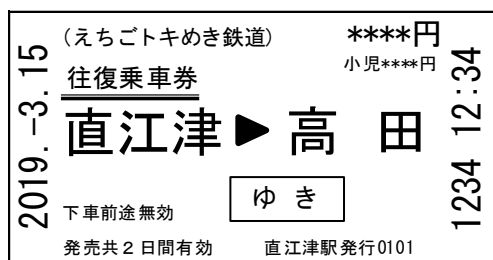 2019.-3.15
(えちごトキめき鉄道)
****円
小児****円
往復乗車券
直江津▶高田
ゆき
下車前途無効
発売共2日間有効
直江津駅発行0101
1234 12:34